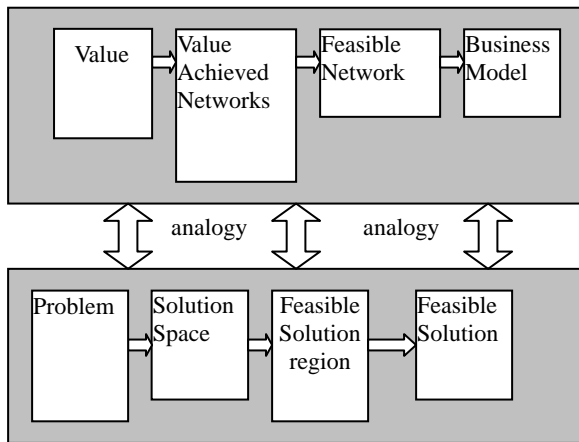 Value
Value
Achieved
Networks
Feasible
Network
Business
Model
analogy
analogy
Problem
Solution
Space
Feasible
Solution
region
Feasible
Solution